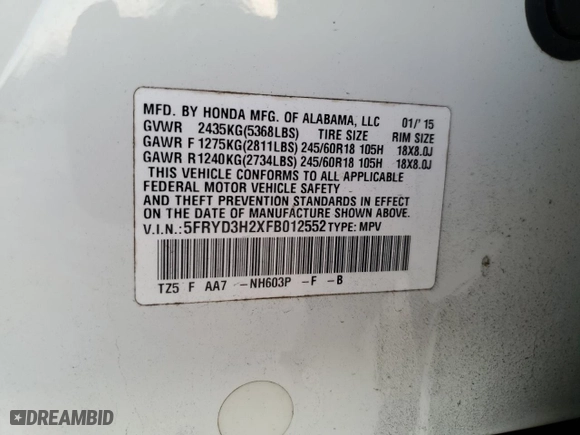 MFD. BY HONDA MFG. OF ALABAMA, LLC 01/'15
GVWR 2435KG(5368LBS) TIRE SIZE RIM SIZE
GAWR F 1275KG(2811LBS) 245/60R18 105H 18X8.0J
GAWR R1240KG(2734LBS) 245/60R18 105H 18X8.0J
THIS VEHICLE CONFORMS TO ALL APPLICABLE
FEDERAL MOTOR VEHICLE SAFETY
AND THEFT PREVENTION STANDARDS IN EFFECT
ON THE DATE OF MANUFACTURE SHOWN ABOVE.
V.I.N.:5FRYD3H2XFB012552 TYPE: MPV
TZ5 F AA7 -NH603P -F -B
DREAMBID